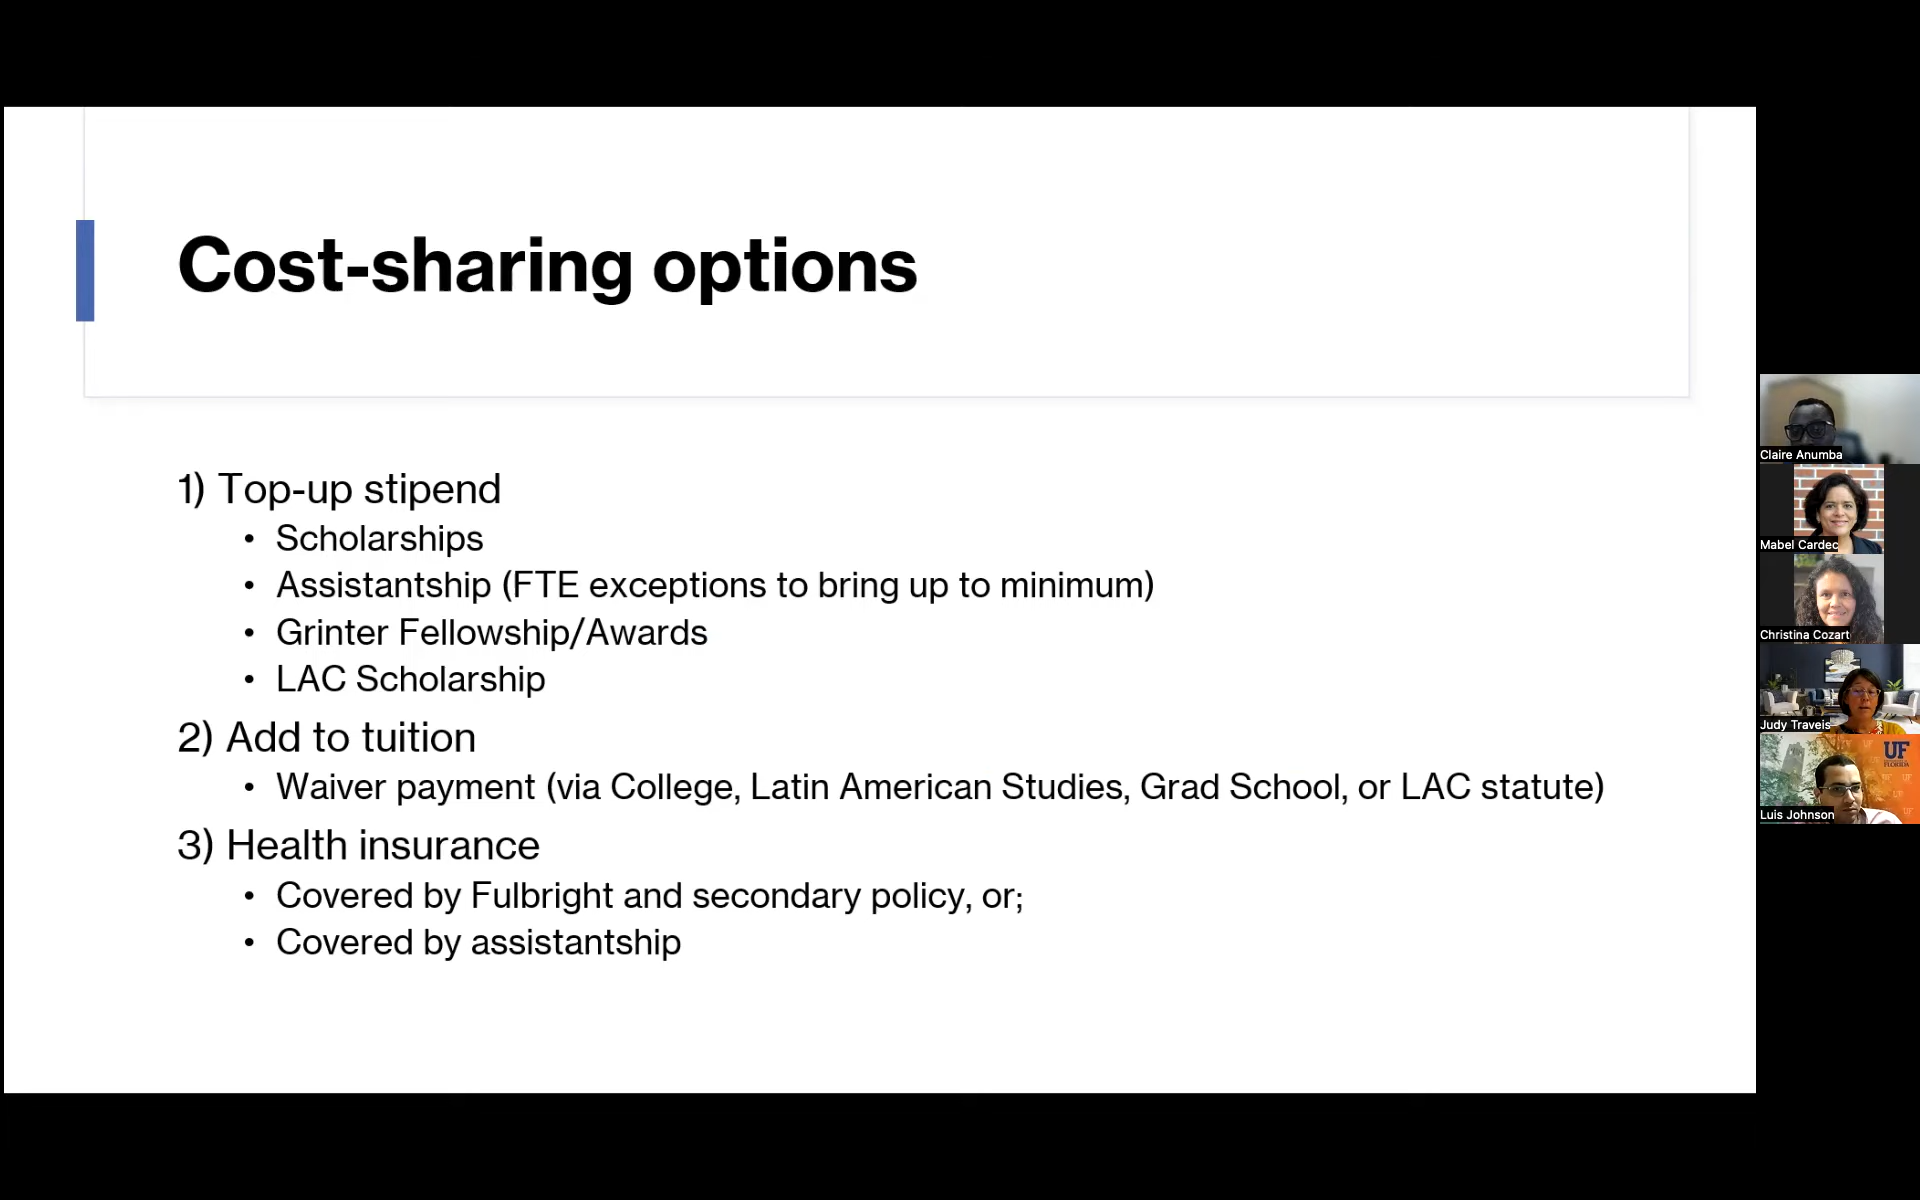 Cost-sharing options
1) Top-up stipend
• Scholarships
• Assistantship (FTE exceptions to bring up to minimum)
• Grinter Fellowship/Awards
• LAC Scholarship
2) Add to tuition
• Waiver payment (via College, Latin American Studies, Grad School, or LAC statute)
3) Health insurance
• Covered by Fulbright and secondary policy, or;
• Covered by assistantship
Claire Anumba
Mabel Cardec
Christina Cozart
Judy Traveis
UF
FLORIDA
Luis Johnson